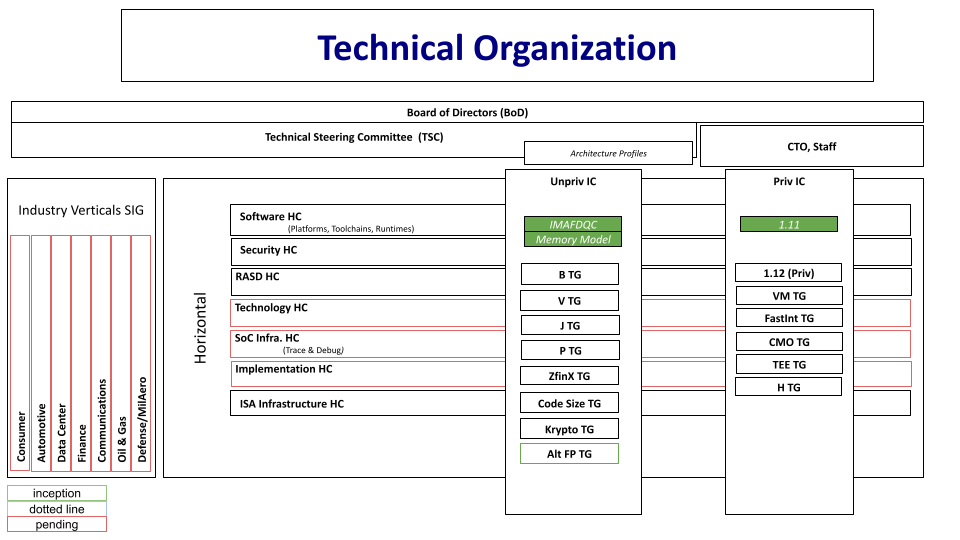 Technical Organization
Board of Directors (BoD)
Technical Steering Committee  (TSC)
CTO, Staff
Architecture Profiles
Industry Verticals SIG
Consumer
Automotive
Data Center
Finance
Communications
Oil & Gas
Defense/MilAero
Horizontal
Software HC
(Platforms, Toolchains, Runtimes)
Security HC
RASD HC
Technology HC
SoC Infra. HC
(Trace & Debug)
Implementation HC
ISA Infrastructure HC
Unpriv IC
IMAFDQC
Memory Model
B TG
V TG
J TG
P TG
ZfinX TG
Code Size TG
Krypto TG
Alt FP TG
Priv IC
1.11
1.12 (Priv)
VM TG
FastInt TG
CMO TG
TEE TG
H TG
inception
dotted line
pending